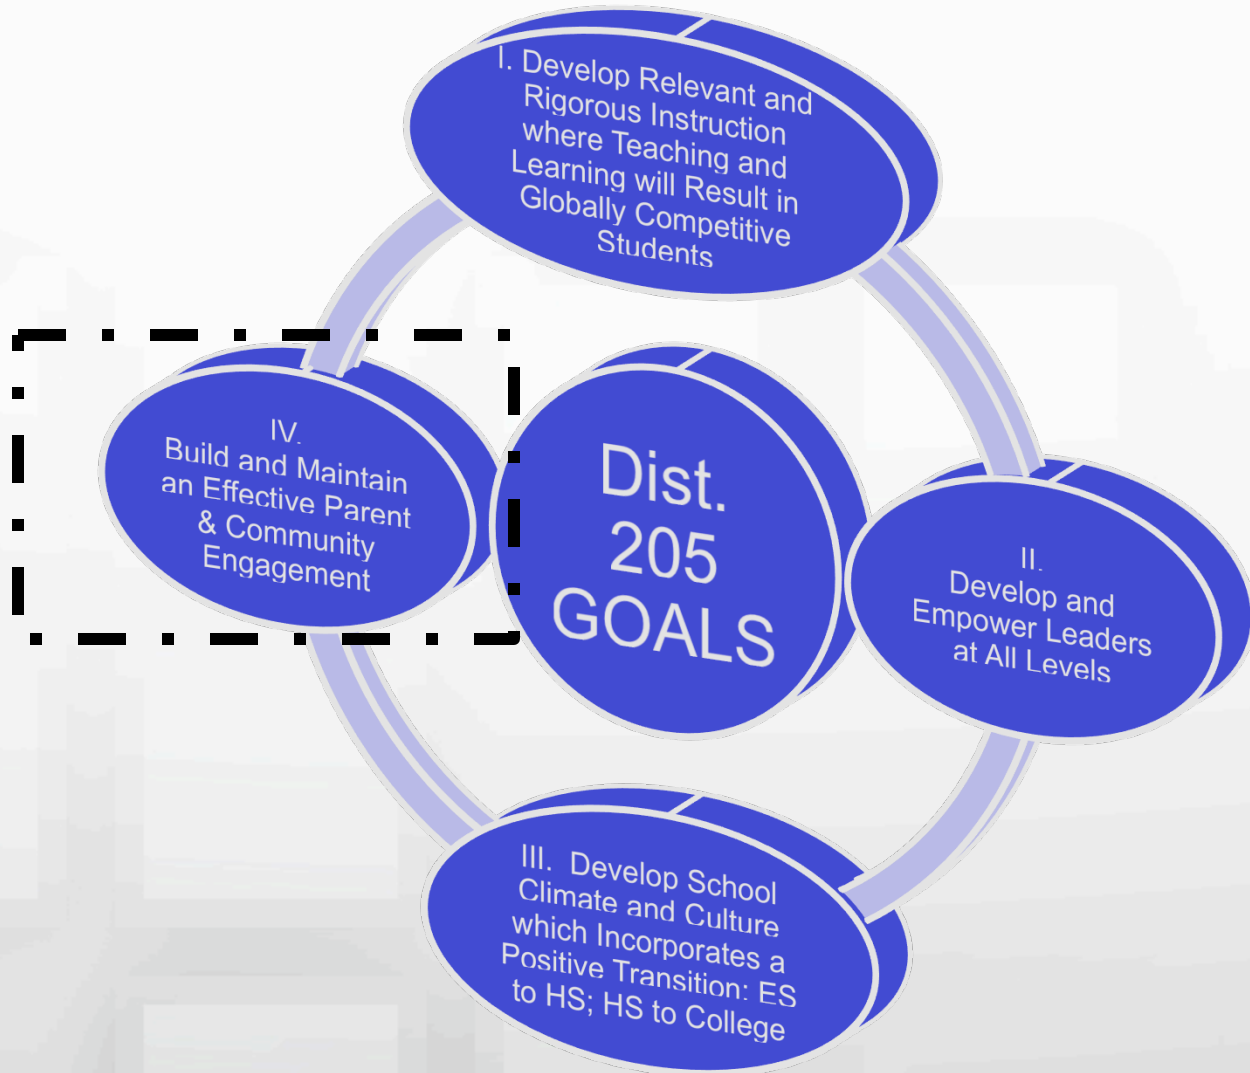 I. Develop Relevant and
Rigorous Instruction
where Teaching and
Learning will Result in
Globally Competitive
Students
IV.
Build and Maintain
an Effective Parent
& Community
Engagement
Dist.
205
GOALS
II.
Develop and
Empower Leaders
at All Levels
III. Develop School
Climate and Culture
which Incorporates a
Positive Transition: ES
to HS; HS to College